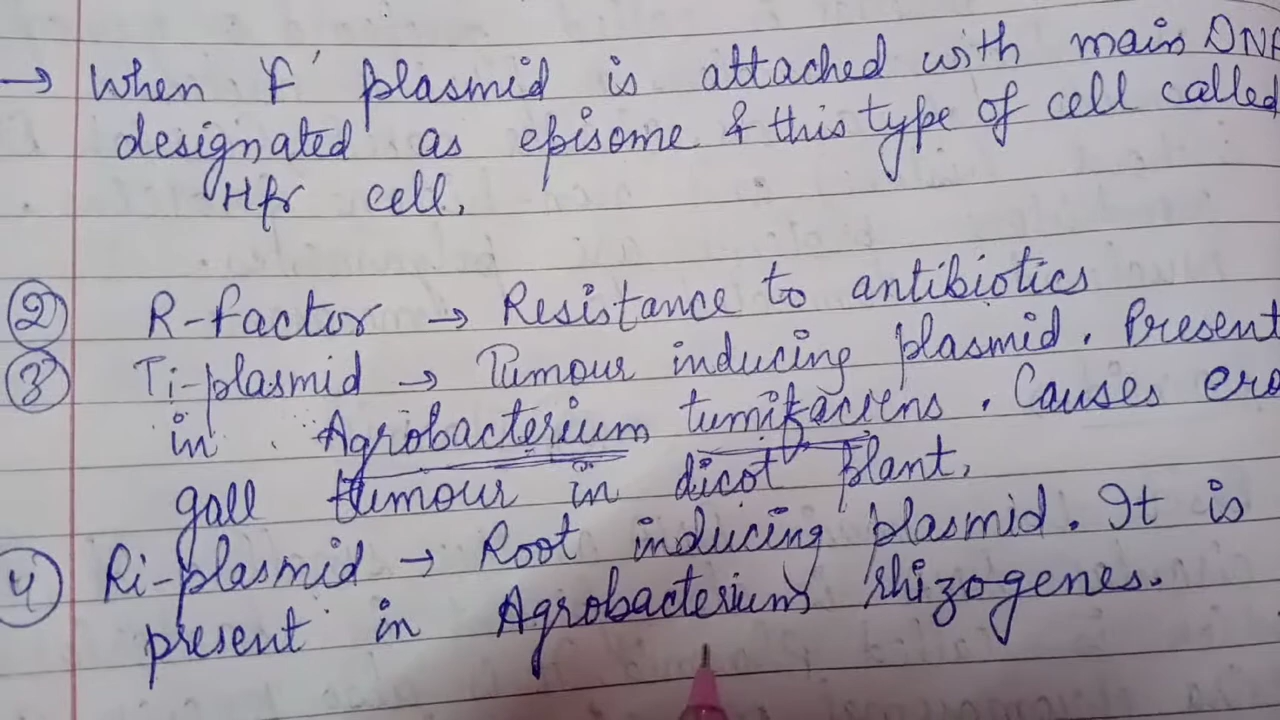 → When 'F' plasmid is attached with main DNA
designated as episome & this type of cell called
Hfr cell.
② R-factor → Resistance to antibiotics
③ Ti-plasmid → Tumour inducing plasmid. Present
in Agrobacterium tumifaciens. Causes cro
gall tumour in dicot plant.
④ Ri-plasmid → Root inducing plasmid. It is
present in Agrobacterium rhizogenes.